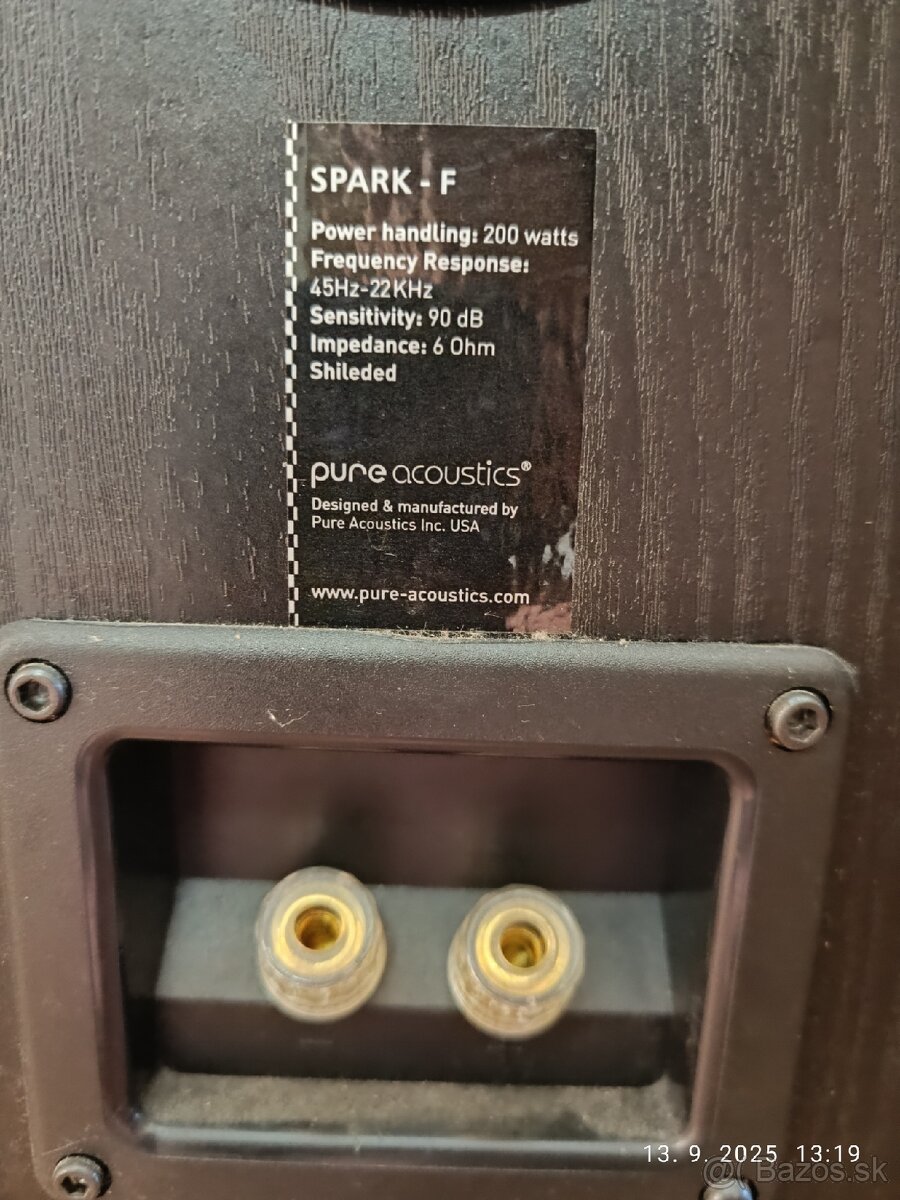 SPARK - F
Power handling: 200 watts
Frequency Response:
45Hz-22KHz
Sensitivity: 90 dB
Impedance: 6 Ohm
Shileded
pure acoustics®
Designed & manufactured by
Pure Acoustics Inc. USA
www.pure-acoustics.com
13. 9. 2025 13:19
@ Bazos.sk